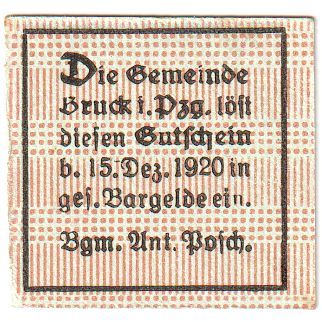 Die Gemeinde
Bruck i. Pzg. löst
diesen Gutschein
b. 15. Dez. 1920 in
ges. Bargelde ein.
Bgm. Ant. Posch.